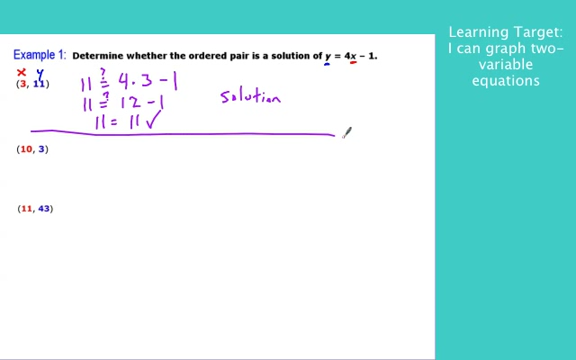 Learning Target:
I can graph two-
variable
equations
Example 1: Determine whether the ordered pair is a solution of y = 4x − 1.
x y
(3, 11)
11 ≟ 4 · 3 − 1
11 ≟ 12 − 1
11 = 11 ✓
solution
(10, 3)
(11, 43)